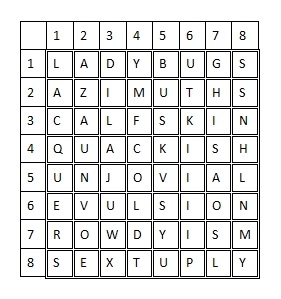 1 2 3 4 5 6 7 8
1 L A D Y B U G S
2 A Z I M U T H S
3 C A L F S K I N
4 Q U A C K I S H
5 U N J O V I A L
6 E V U L S I O N
7 R O W D Y I S M
8 S E X T U P L Y